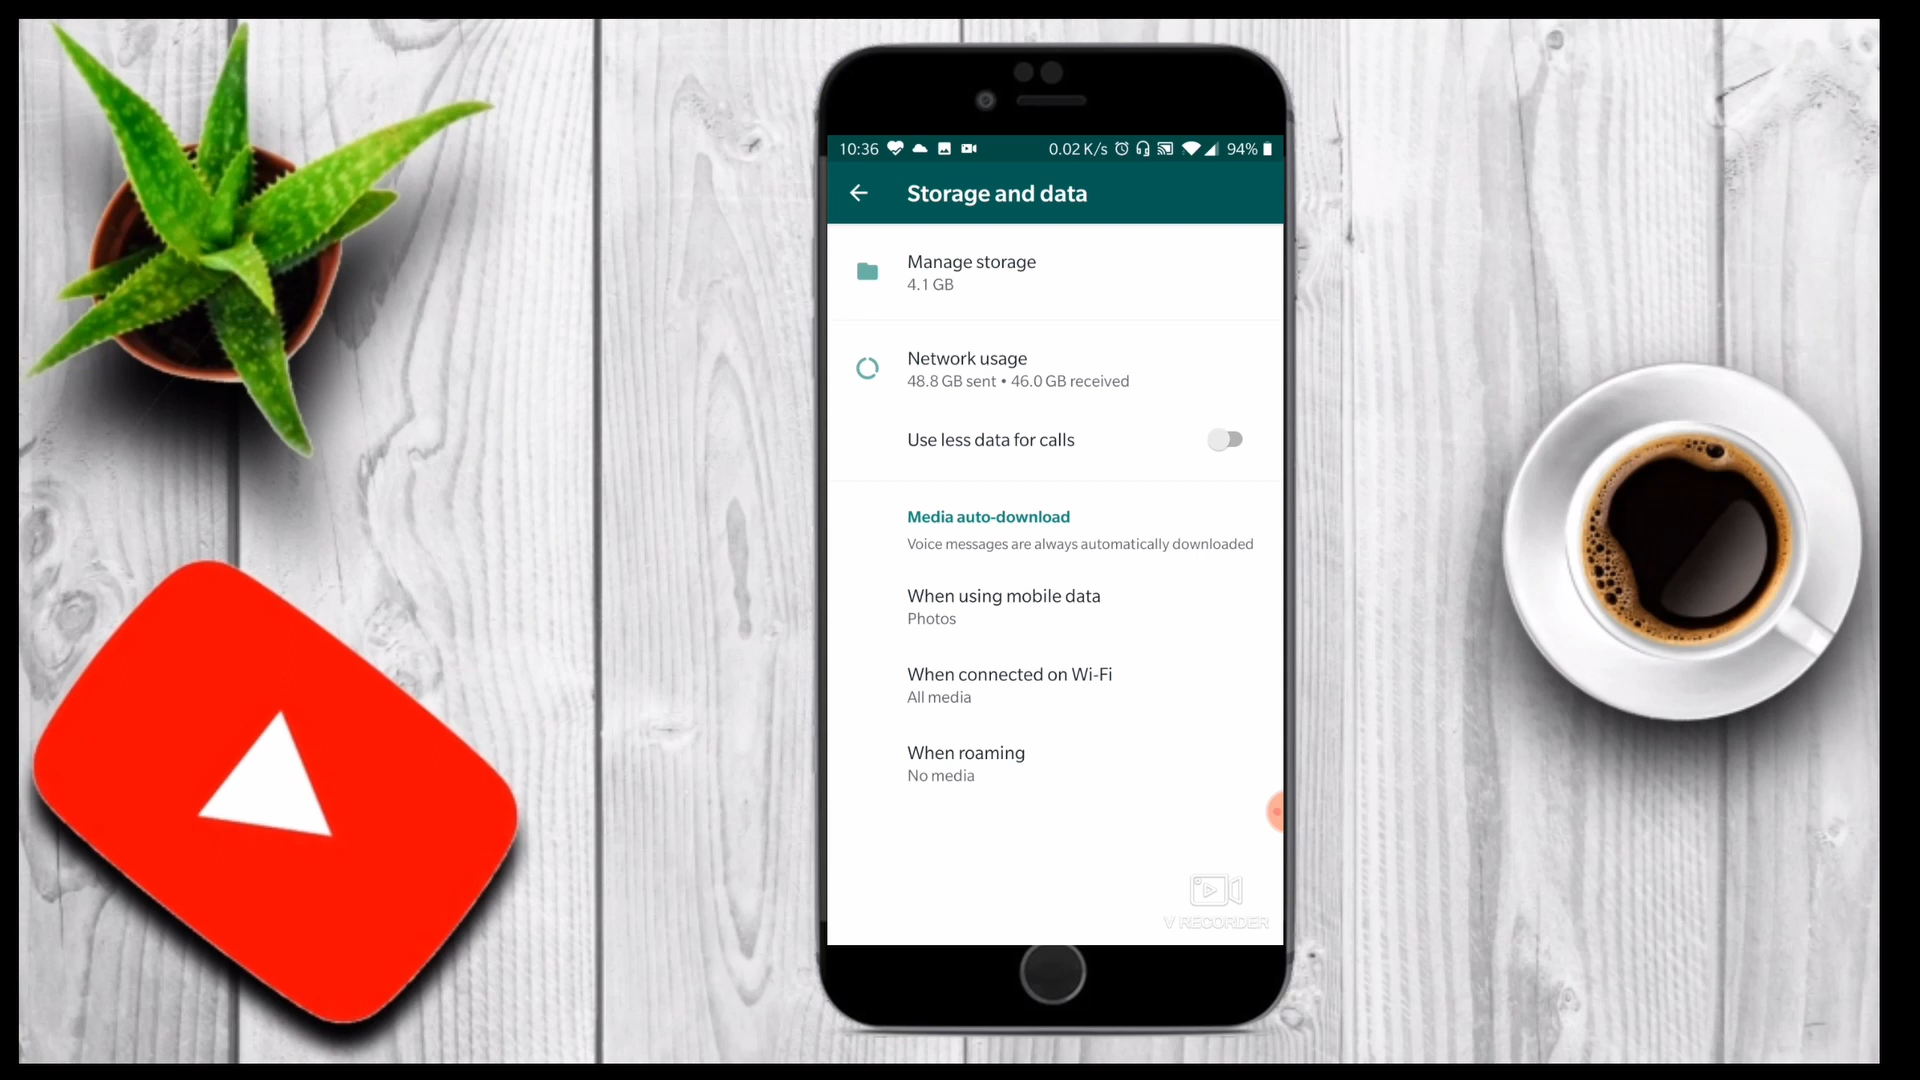 10:36 0.02 K/s 94%
Storage and data
Manage storage
4.1 GB
Network usage
48.8 GB sent • 46.0 GB received
Use less data for calls
Media auto-download
Voice messages are always automatically downloaded
When using mobile data
Photos
When connected on Wi-Fi
All media
When roaming
No media
V RECORDER